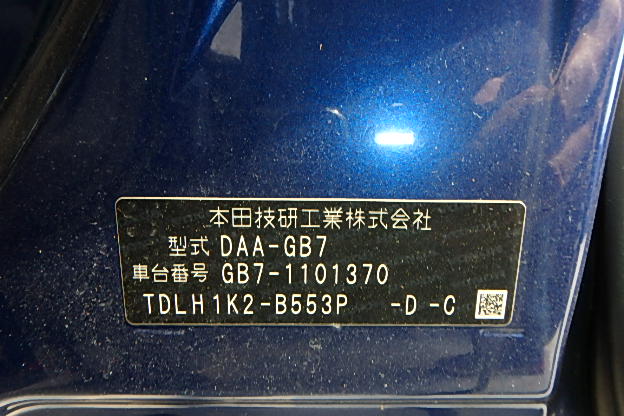 本田技研工業株式会社
型式 DAA-GB7
車台番号 GB7-1101370
TDLH1K2-B553P -D -C